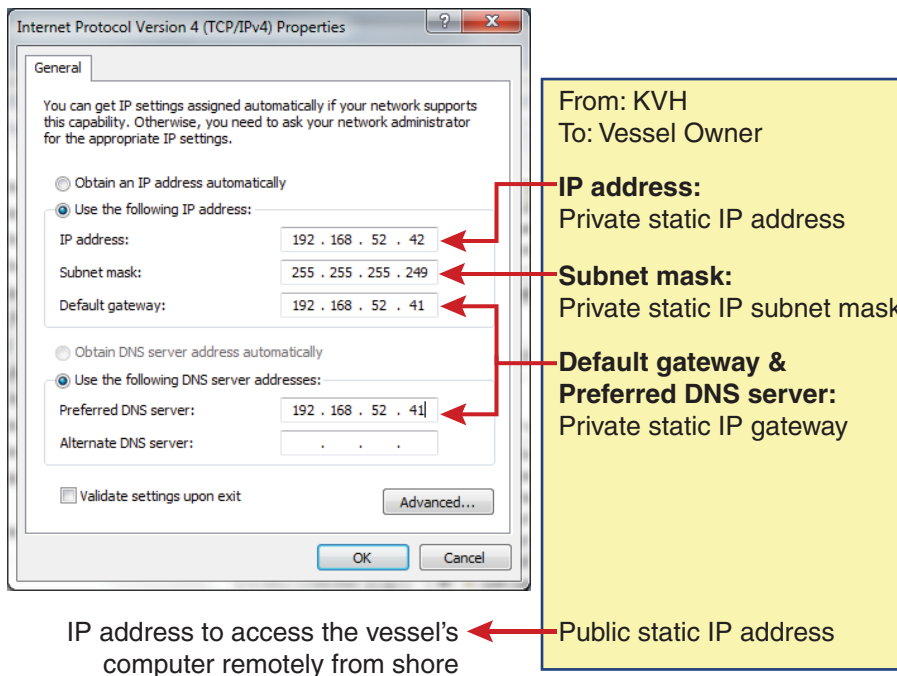 Internet Protocol Version 4 (TCP/IPv4) Properties
General
You can get IP settings assigned automatically if your network supports
this capability. Otherwise, you need to ask your network administrator
for the appropriate IP settings.
Obtain an IP address automatically
Use the following IP address:
IP address: 192 . 168 . 52 . 42
Subnet mask: 255 . 255 . 255 . 249
Default gateway: 192 . 168 . 52 . 41
Obtain DNS server address automatically
Use the following DNS server addresses:
Preferred DNS server: 192 . 168 . 52 . 41
Alternate DNS server: . . .
Validate settings upon exit
Advanced...
OK
Cancel
From: KVH
To: Vessel Owner
IP address:
Private static IP address
Subnet mask:
Private static IP subnet mask
Default gateway &
Preferred DNS server:
Private static IP gateway
Public static IP address
IP address to access the vessel's
computer remotely from shore